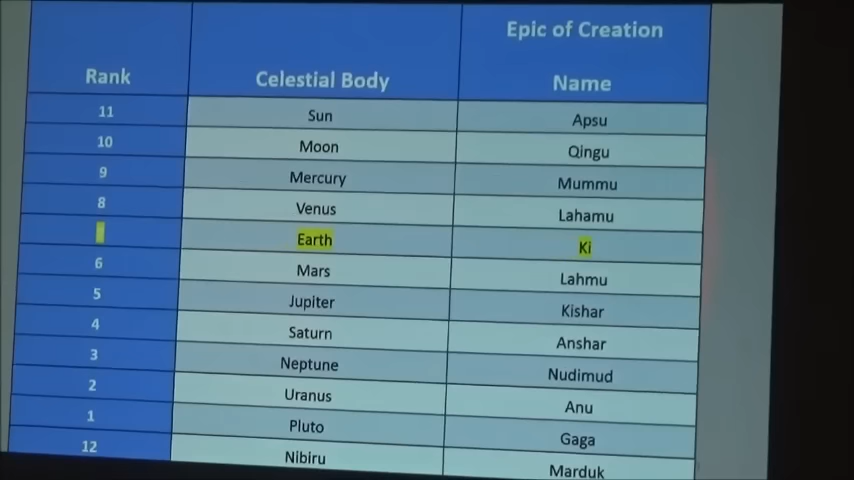 Epic of Creation
Rank Celestial Body Name
11 Sun Apsu
10 Moon Qingu
9 Mercury Mummu
8 Venus Lahamu
Earth Ki
6 Mars Lahmu
5 Jupiter Kishar
4 Saturn Anshar
3 Neptune Nudimud
2 Uranus Anu
1 Pluto Gaga
12 Nibiru Marduk